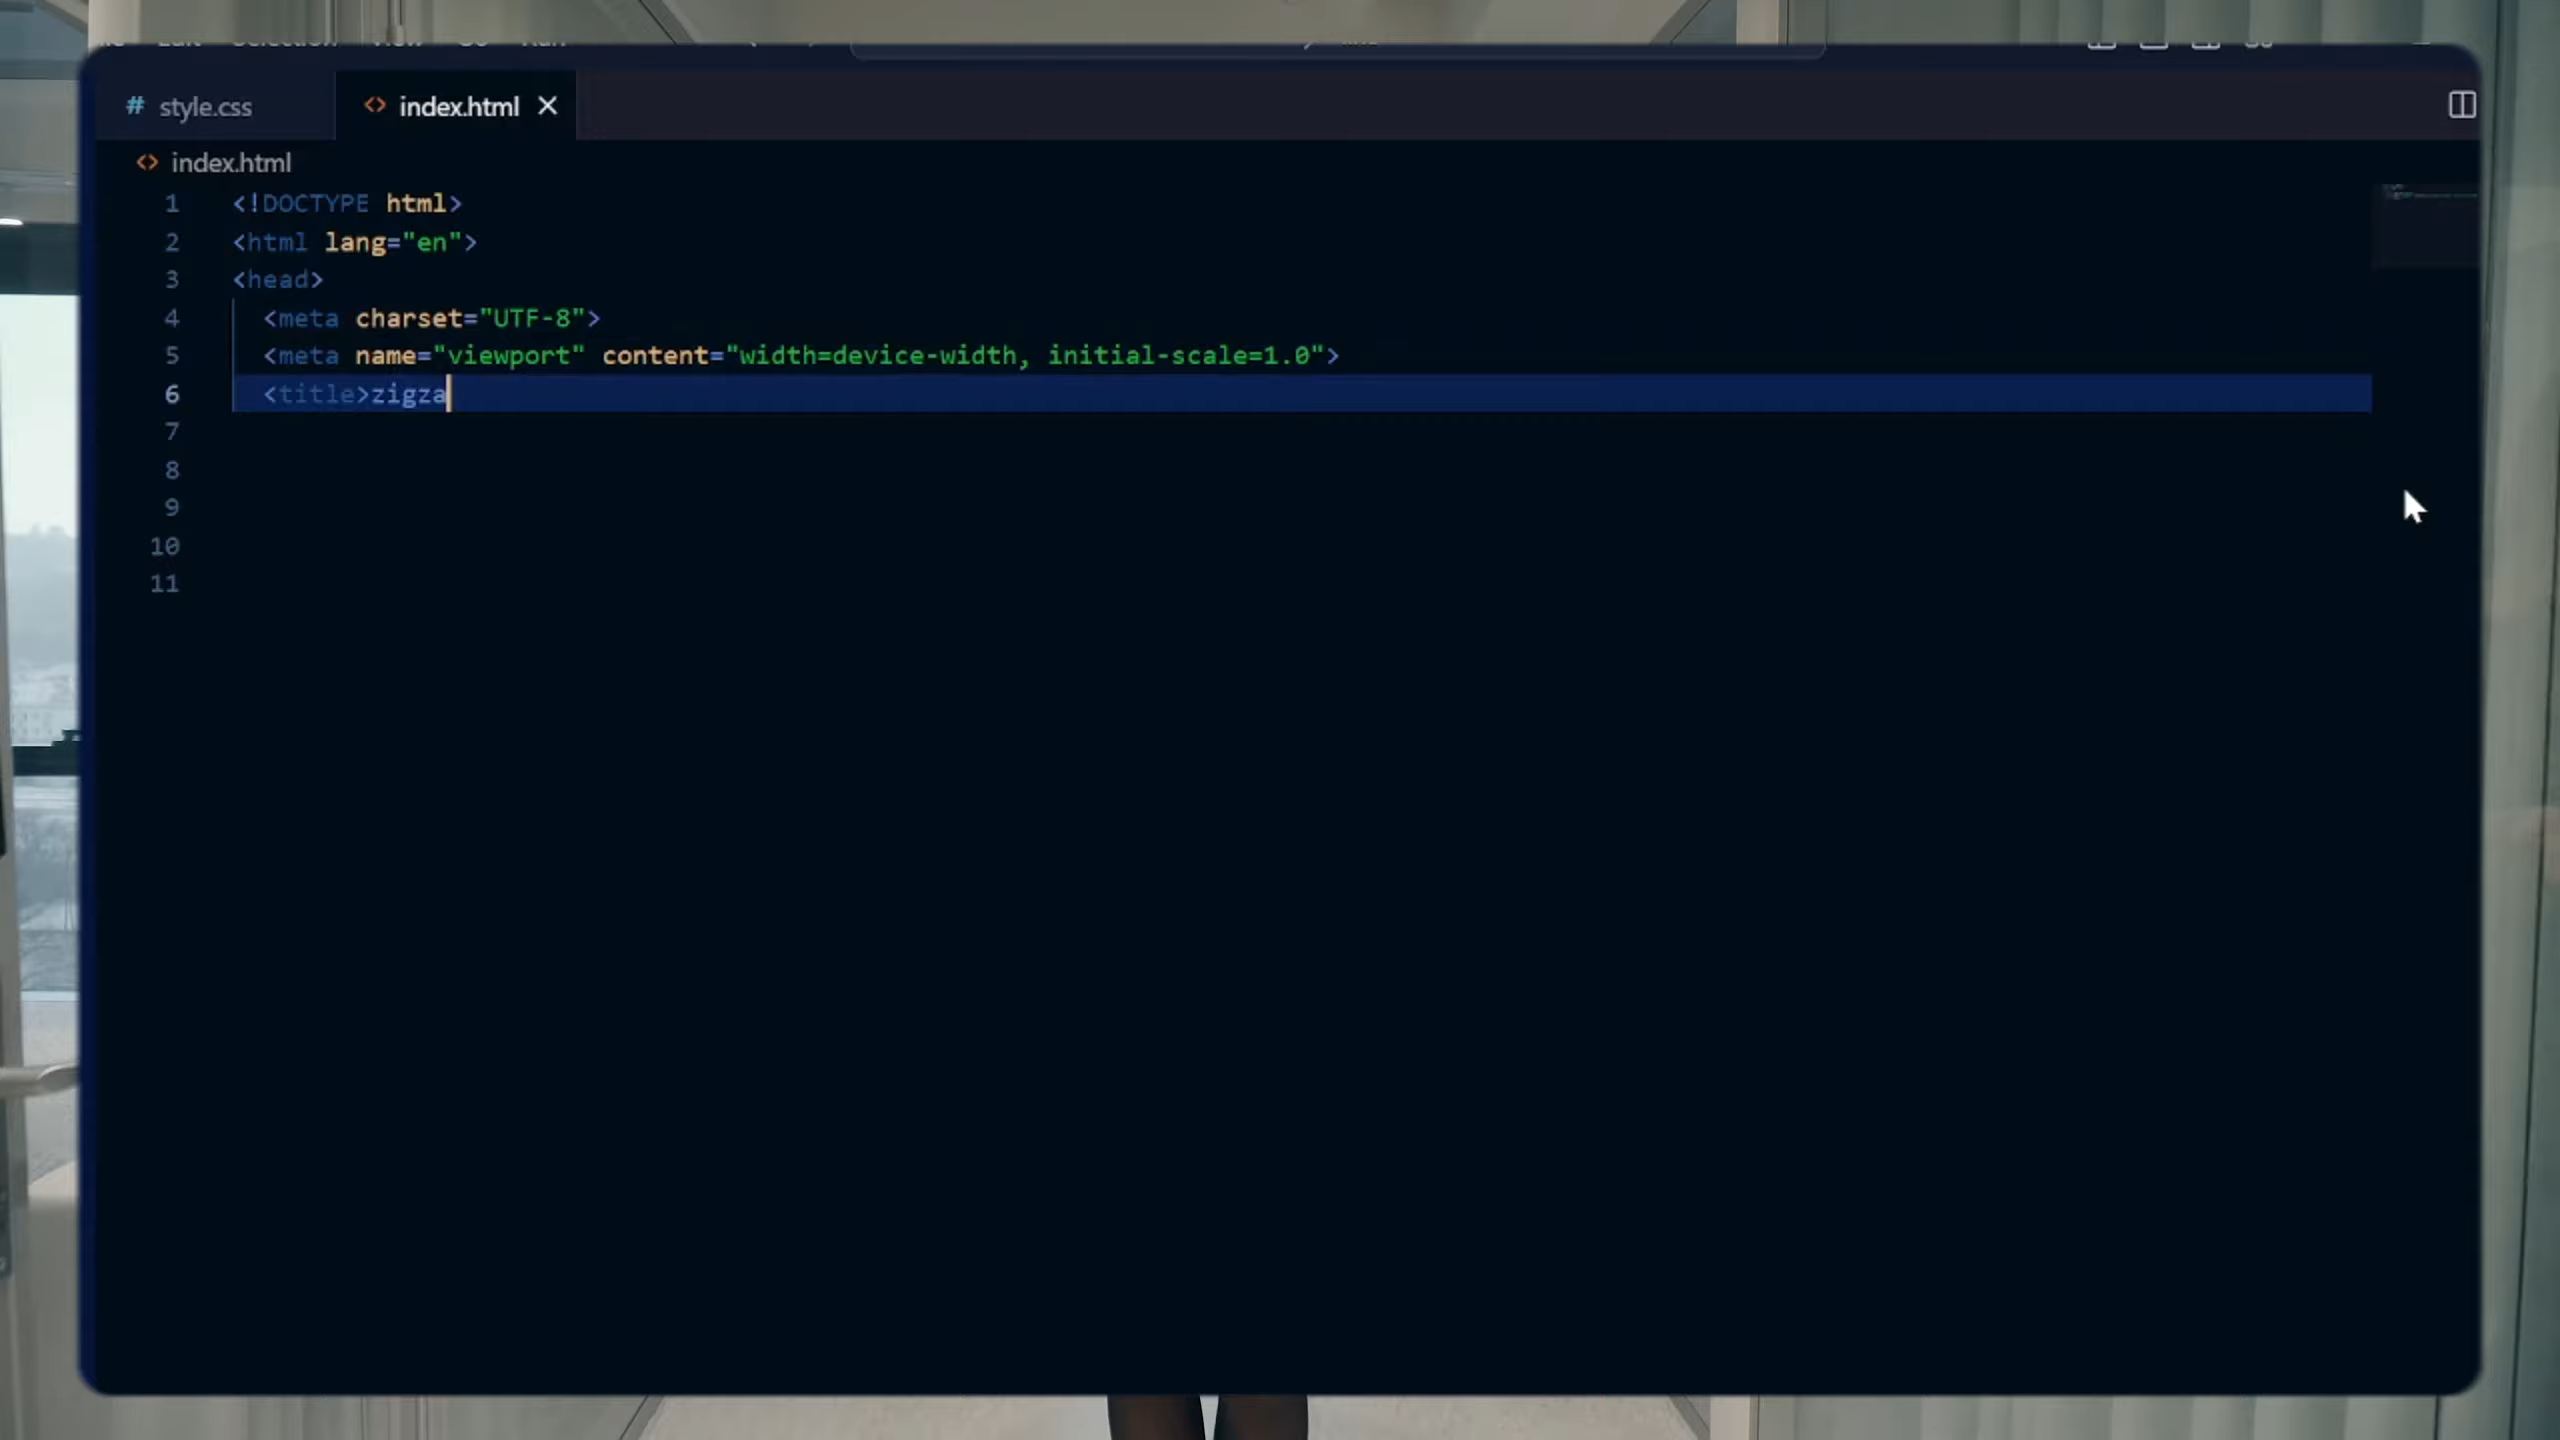 style.css
index.html
index.html
1 <!DOCTYPE html>
2 <html lang="en">
3 <head>
4 <meta charset="UTF-8">
5 <meta name="viewport" content="width=device-width, initial-scale=1.0">
6 <title>zigza
7
8
9
10
11